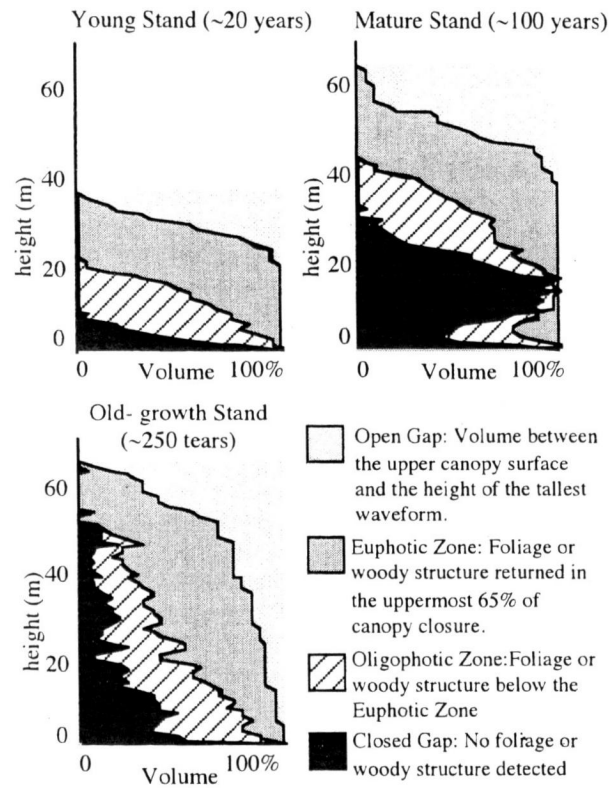 Young Stand (~20 years)
60
40
20
0
height (m)
0 Volume 100%
Mature Stand (~100 years)
60
40
20
0
height (m)
0 Volume 100%
Old- growth Stand
(~250 tears)
60
40
20
0
height (m)
0 100%
Volume
Open Gap: Volume between
the upper canopy surface
and the height of the tallest
waveform.
Euphotic Zone: Foliage or
woody structure returned in
the uppermost 65% of
canopy closure.
Oligophotic Zone:Foliage or
woody structure below the
Euphotic Zone
Closed Gap: No foliage or
woody structure detected